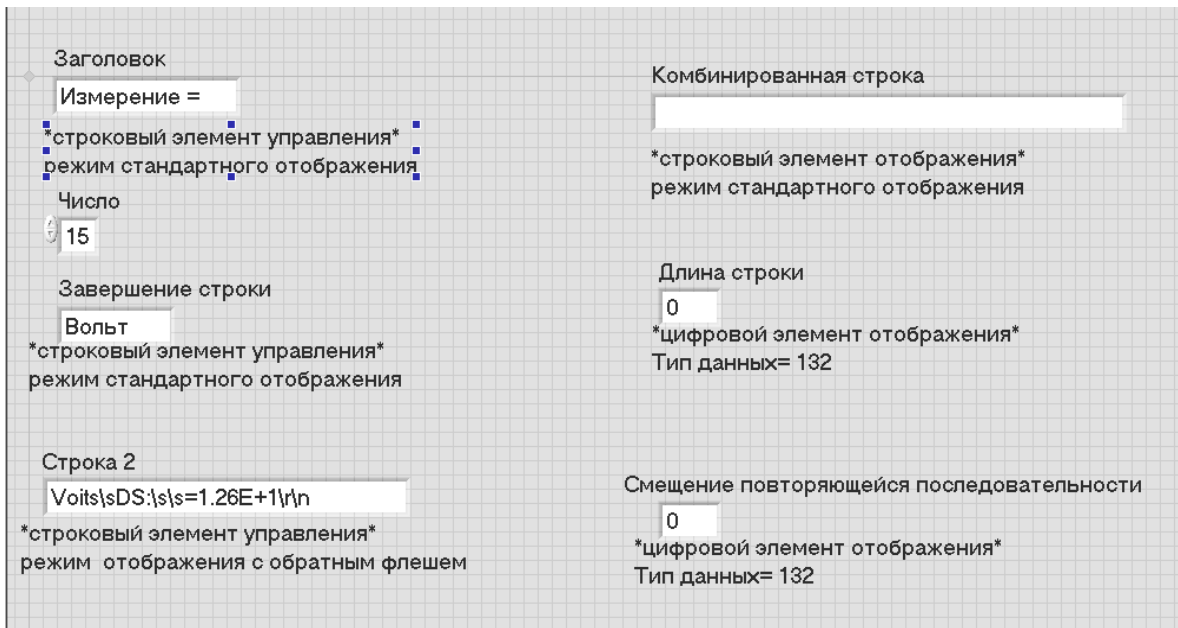 Заголовок
Измерение =
*строковый элемент управления*
режим стандартного отображения
Число
15
Завершение строки
Вольт
*строковый элемент управления*
режим стандартного отображения
Строка 2
Voits\sDS:\s\s=1.26E+1\r\n
*строковый элемент управления*
режим  отображения с обратным флешем
Комбинированная строка
*строковый элемент отображения*
режим стандартного отображения
Длина строки
0
*цифровой элемент отображения*
Тип данных= 132
Смещение повторяющейся последовательности
0
*цифровой элемент отображения*
Тип данных= 132